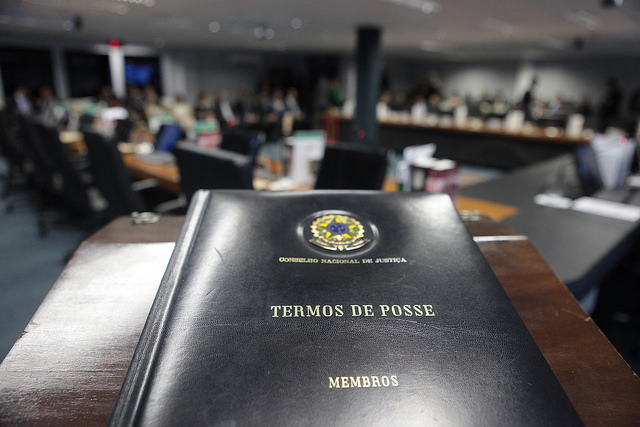 CONSELHO NACIONAL DE JUSTIÇA
TERMOS DE POSSE
MEMBROS